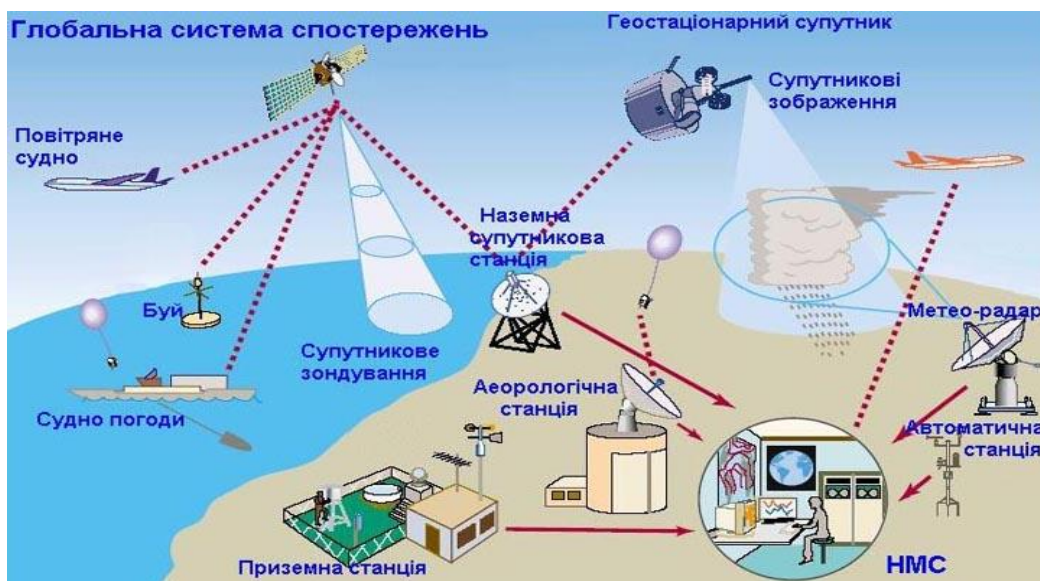 Глобальна система спостережень
Геостаціонарний супутник
Супутникові
зображення
Повітряне
судно
Наземна
супутникова
станція
Буй
Метео-радар
Супутникове
зондування
Аеорологічна
станція
Судно погоди
Автоматична
станція
Приземна станція
НМС